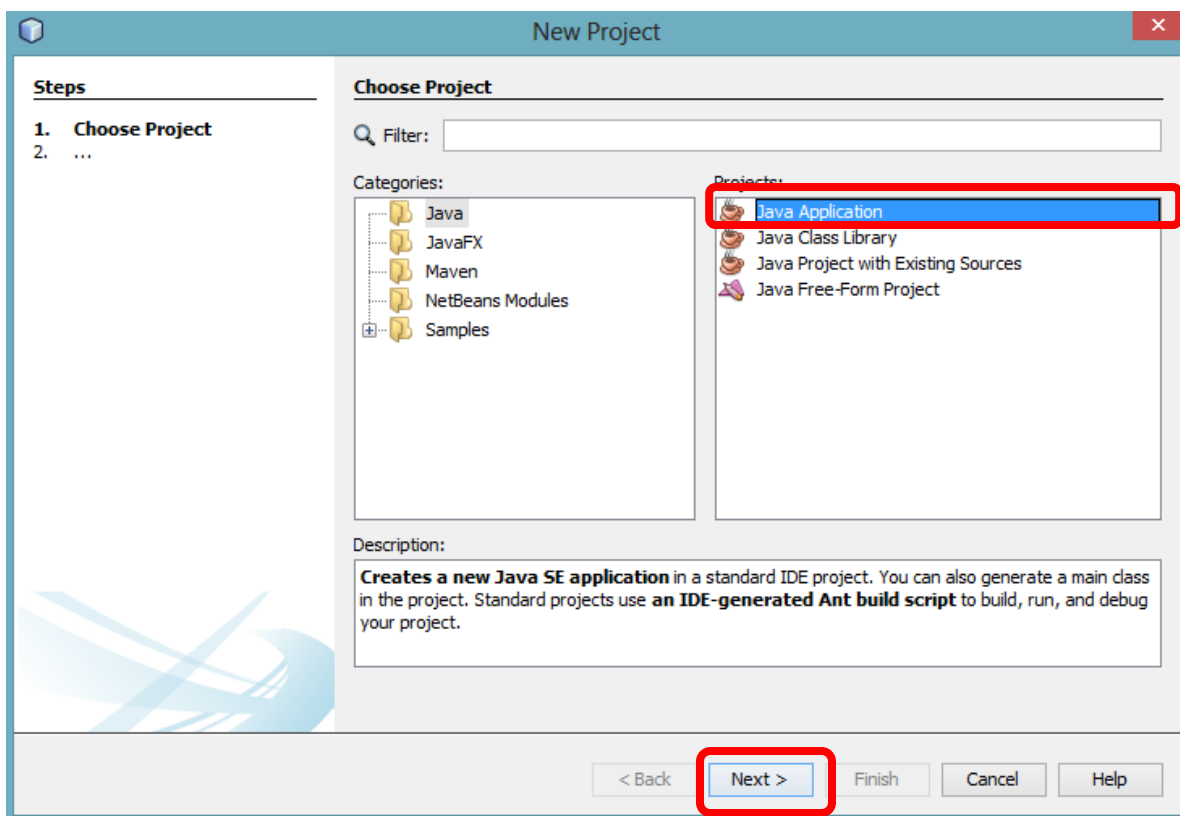 New Project
Steps
1. Choose Project
2. ...
Choose Project
Filter:
Categories:
Java
JavaFX
Maven
NetBeans Modules
Samples
Projects:
Java Application
Java Class Library
Java Project with Existing Sources
Java Free-Form Project
Description:
Creates a new Java SE application in a standard IDE project. You can also generate a main class
in the project. Standard projects use an IDE-generated Ant build script to build, run, and debug
your project.
< Back
Next >
Finish
Cancel
Help